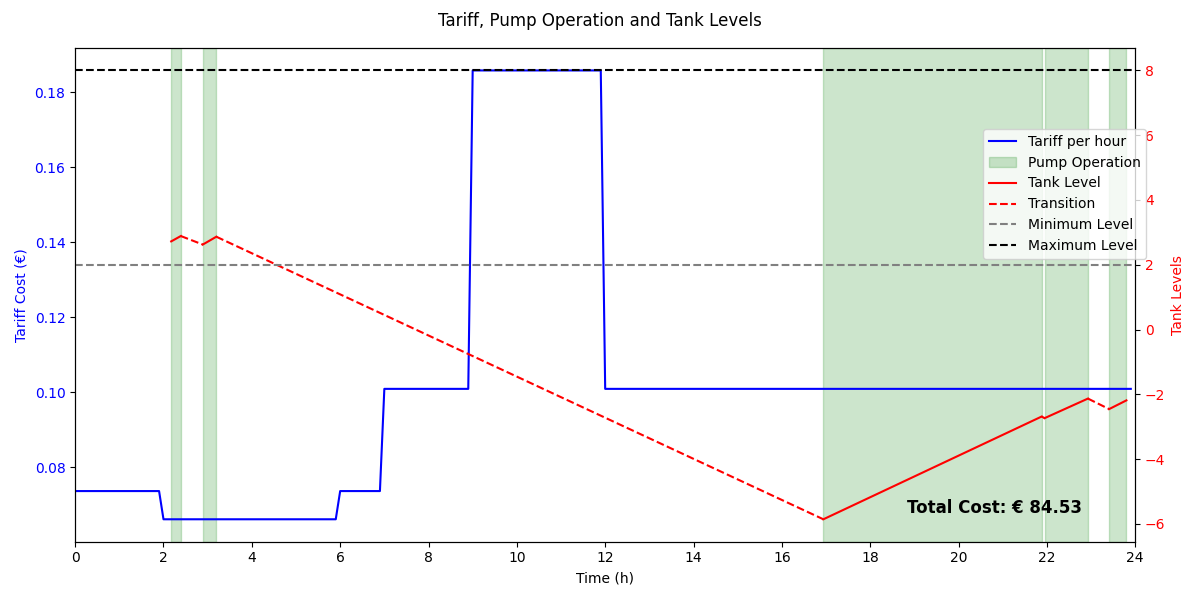 Tariff, Pump Operation and Tank Levels
Tariff Cost (€)
0.18
0.16
0.14
0.12
0.10
0.08
8
6
4
2
0
−2
−4
−6
Tank Levels
Tariff per hour
Pump Operation
Tank Level
Transition
Minimum Level
Maximum Level
Total Cost: € 84.53
0 2 4 6 8 10 12 14 16 18 20 22 24
Time (h)